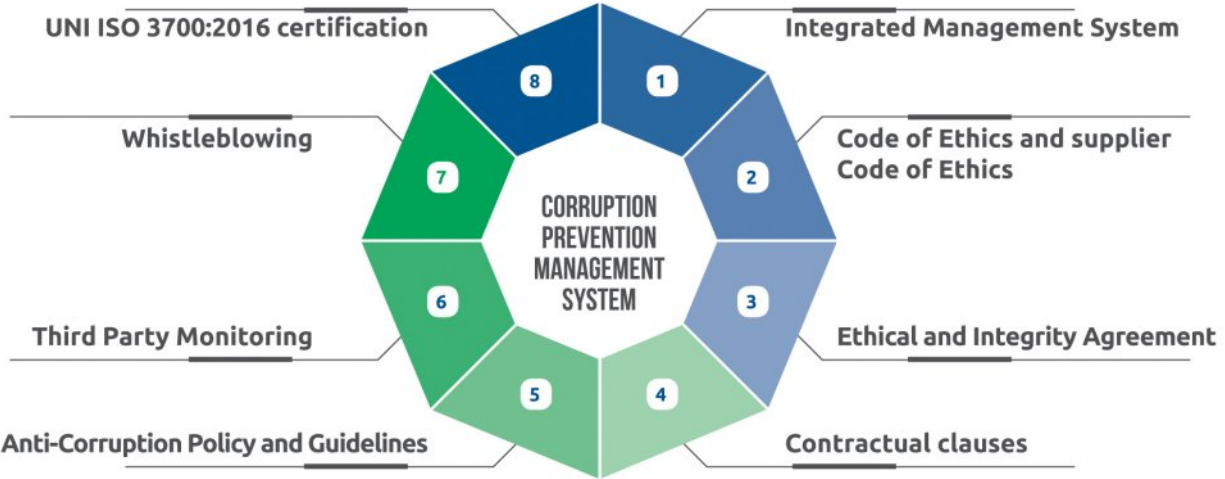 UNI ISO 3700:2016 certification
Integrated Management System
8
1
Whistleblowing
Code of Ethics and supplier
Code of Ethics
7
2
CORRUPTION
PREVENTION
MANAGEMENT
SYSTEM
6
3
Third Party Monitoring
Ethical and Integrity Agreement
5
4
Anti-Corruption Policy and Guidelines
Contractual clauses